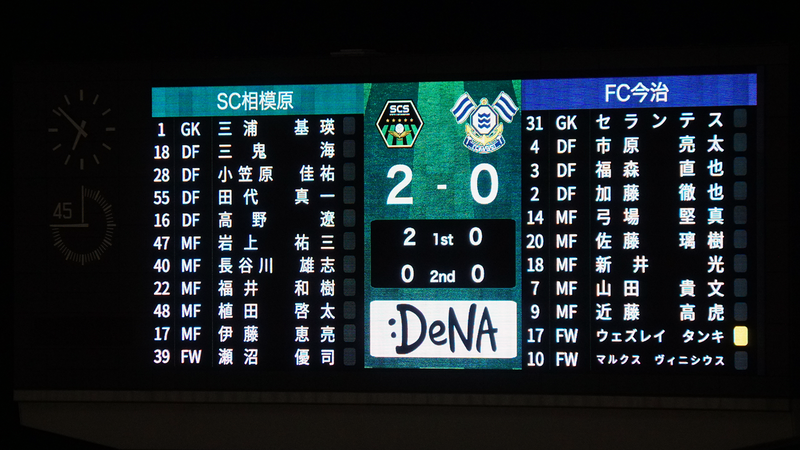 SC相模原
1 GK 三浦 基瑛
18 DF 三鬼 海
28 DF 小笠原 佳祐
55 DF 田代 真一
16 DF 高野 遼
47 MF 岩上 祐三
40 MF 長谷川 雄志
22 MF 福井 和樹
48 MF 植田 啓太
17 MF 伊藤 恵亮
39 FW 瀬沼 優司
SCS
2 - 0
2 1st 0
0 2nd 0
:DeNA
FC今治
31 GK セランテス
4 DF 市原 亮太
3 DF 福森 直也
2 DF 加藤 徹也
14 MF 弓場 堅真
20 MF 佐藤 璃樹
18 MF 新井 光
7 MF 山田 貴文
9 MF 近藤 高虎
17 FW ウェズレイ タンキ
10 FW マルクス ヴィニシウス
45